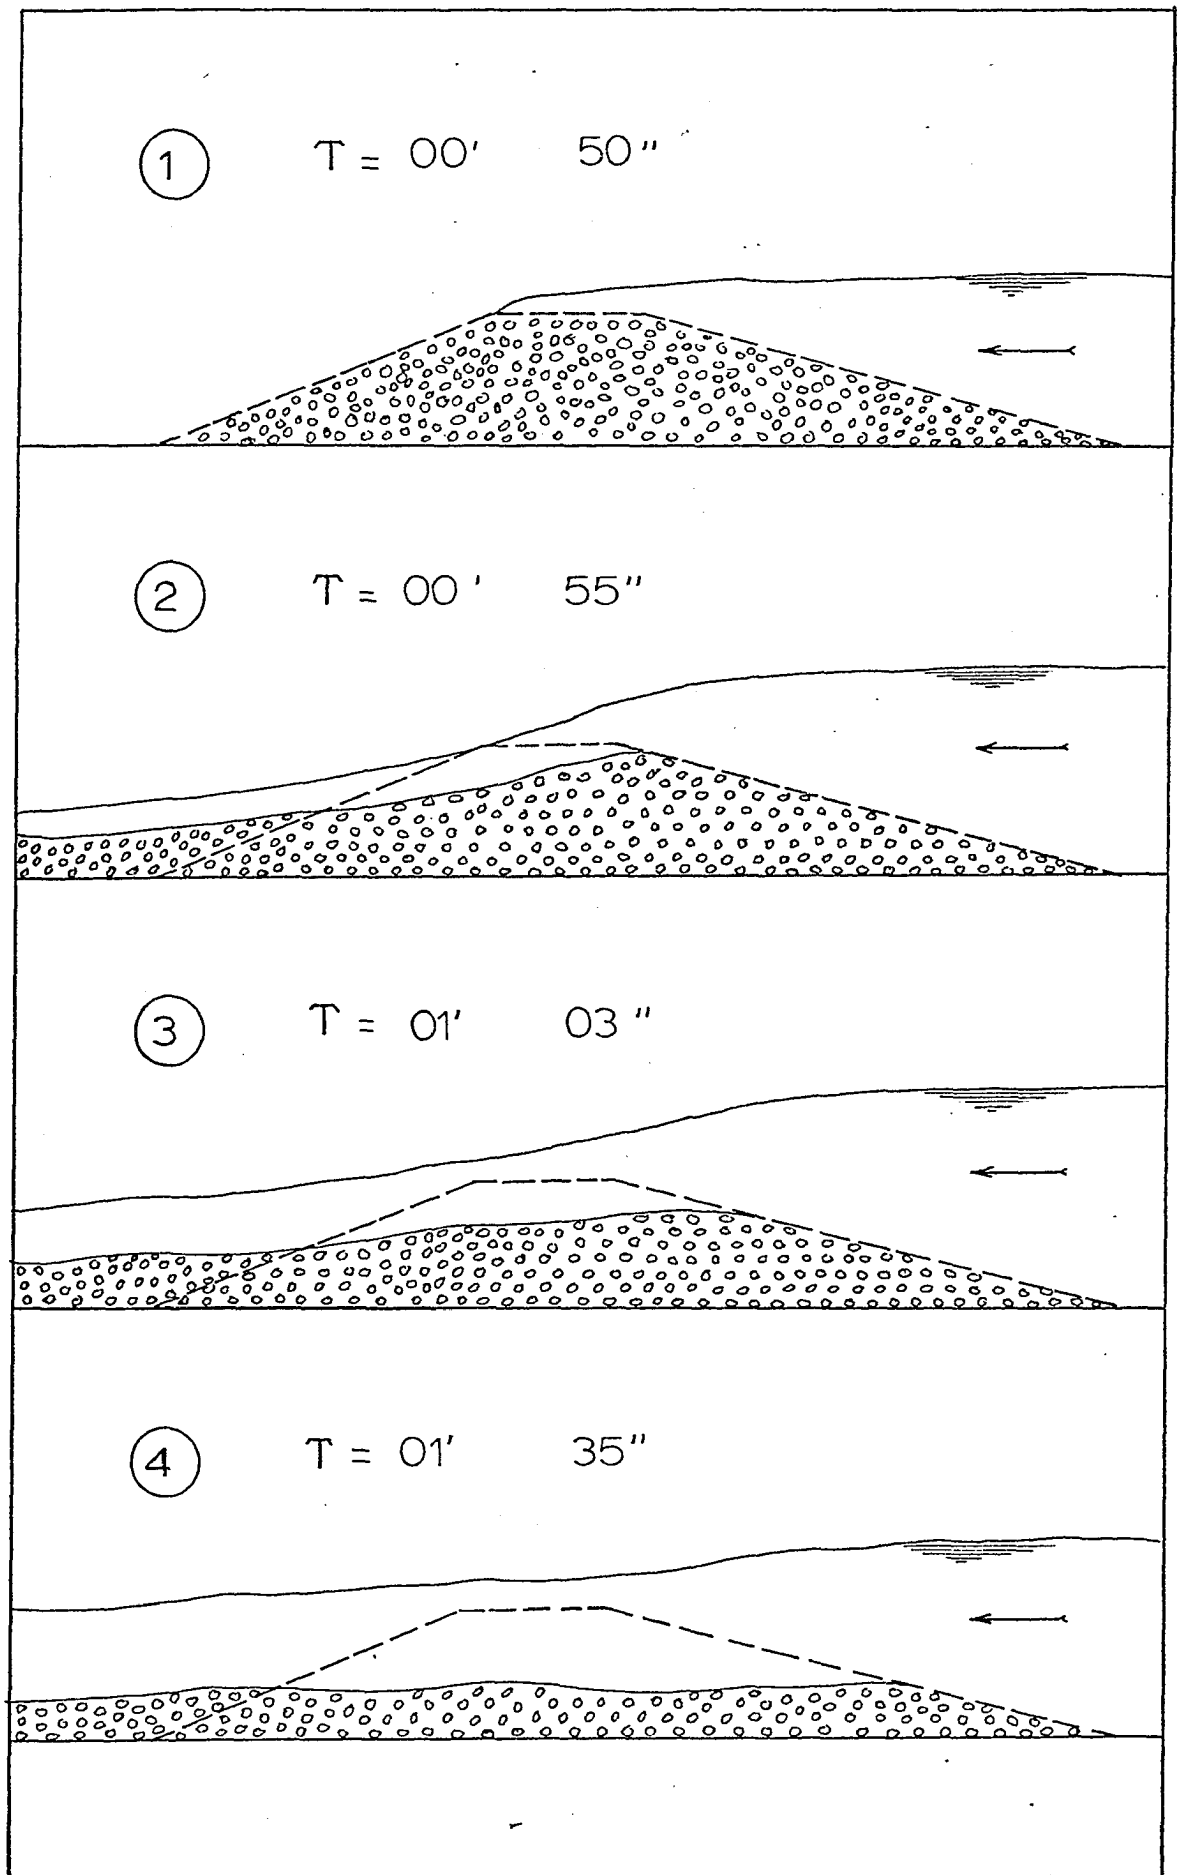 1 T = 00' 50"
2 T = 00' 55"
3 T = 01' 03"
4 T = 01' 35"